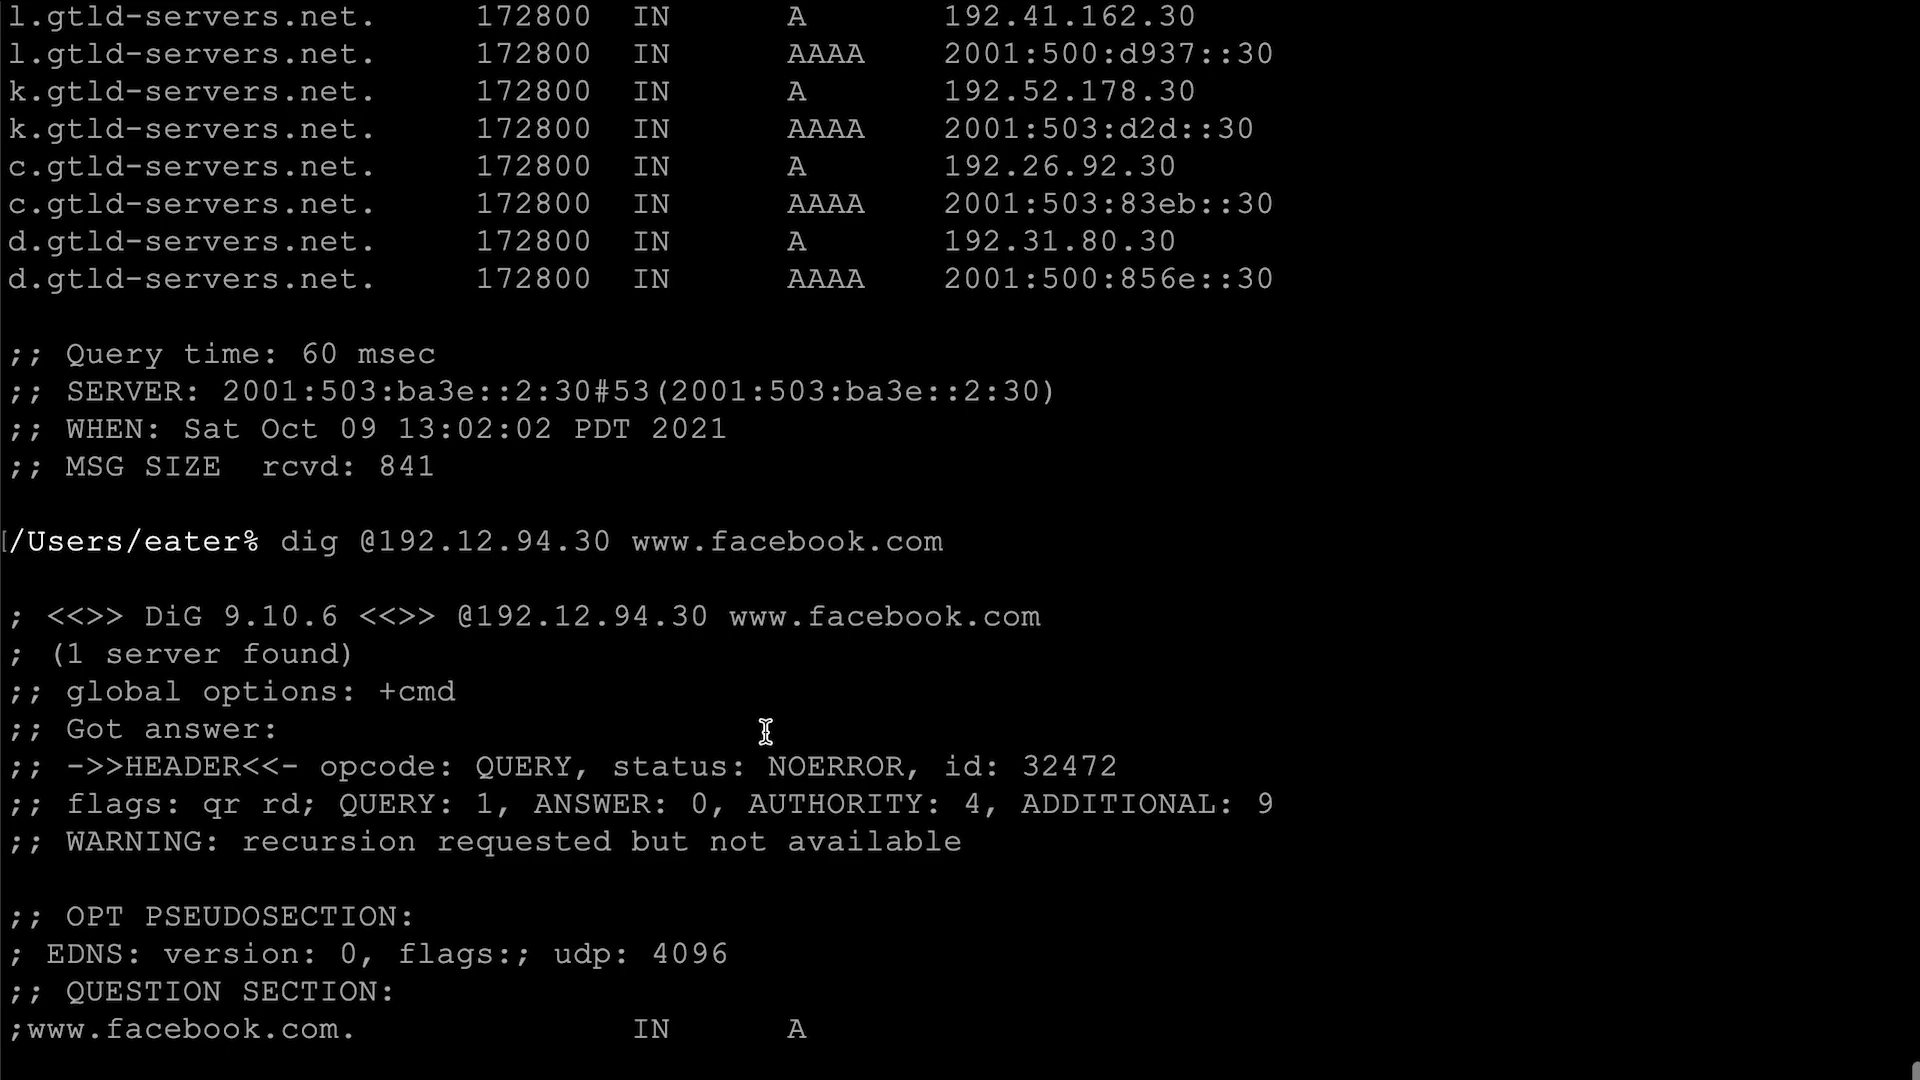 l.gtld-servers.net. 172800 IN A 192.41.162.30
l.gtld-servers.net. 172800 IN AAAA 2001:500:d937::30
k.gtld-servers.net. 172800 IN A 192.52.178.30
k.gtld-servers.net. 172800 IN AAAA 2001:503:d2d::30
c.gtld-servers.net. 172800 IN A 192.26.92.30
c.gtld-servers.net. 172800 IN AAAA 2001:503:83eb::30
d.gtld-servers.net. 172800 IN A 192.31.80.30
d.gtld-servers.net. 172800 IN AAAA 2001:500:856e::30
;; Query time: 60 msec
;; SERVER: 2001:503:ba3e::2:30#53(2001:503:ba3e::2:30)
;; WHEN: Sat Oct 09 13:02:02 PDT 2021
;; MSG SIZE  rcvd: 841
[/Users/eater% dig @192.12.94.30 www.facebook.com
; <<>> DiG 9.10.6 <<>> @192.12.94.30 www.facebook.com
; (1 server found)
;; global options: +cmd
;; Got answer:
;; ->>HEADER<<- opcode: QUERY, status: NOERROR, id: 32472
;; flags: qr rd; QUERY: 1, ANSWER: 0, AUTHORITY: 4, ADDITIONAL: 9
;; WARNING: recursion requested but not available
;; OPT PSEUDOSECTION:
; EDNS: version: 0, flags:; udp: 4096
;; QUESTION SECTION:
;www.facebook.com. IN A